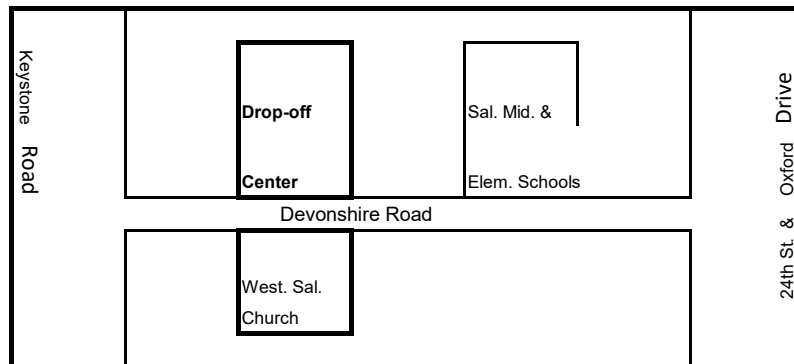 Keystone Road
Drop-off
Center
Sal. Mid. &
Elem. Schools
Devonshire Road
West. Sal.
Church
24th St. & Oxford Drive